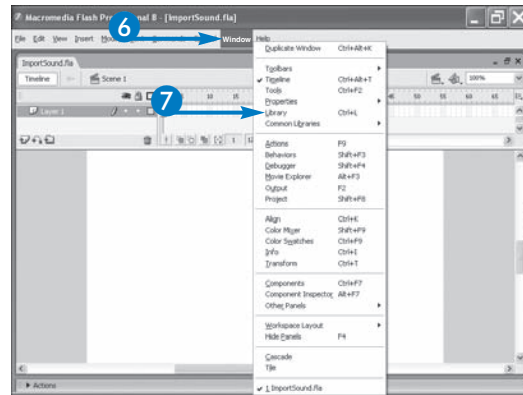 Macromedia Flash Professional 8 - [ImportSound.fla]
6
File Edit View Insert Window Help
ImportSound.fla
Timeline Scene 1 100%
7
Layer 1
Duplicate Window Ctrl+Alt+K
Toolbars
Timeline Ctrl+Alt+T
Tools Ctrl+F2
Properties
Library Ctrl+L
Common Libraries
Actions F9
Behaviors Shift+F3
Debugger Shift+F4
Movie Explorer Alt+F3
Output F2
Project Shift+F8
Align Ctrl+K
Color Mixer Shift+F9
Color Swatches Ctrl+F9
Info Ctrl+I
Transform Ctrl+T
Components Ctrl+F7
Component Inspector Alt+F7
Other Panels
Workspace Layout
Hide Panels F4
Cascade
Tile
1 ImportSound.fla
Actions